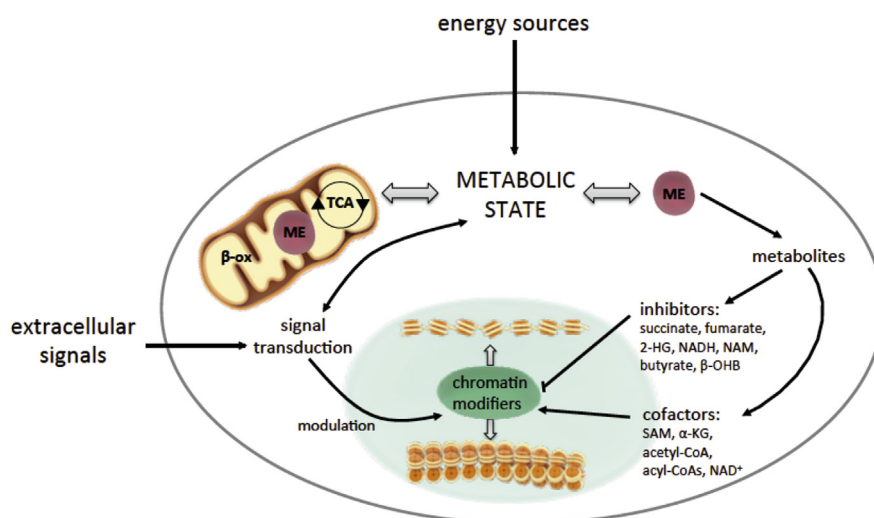 energy sources
METABOLIC
STATE
TCA
ME
β-ox
ME
metabolites
extracellular
signals
signal
transduction
modulation
chromatin
modifiers
inhibitors:
succinate, fumarate,
2-HG, NADH, NAM,
butyrate, β-OHB
cofactors:
SAM, α-KG,
acetyl-CoA,
acyl-CoAs, NAD⁺